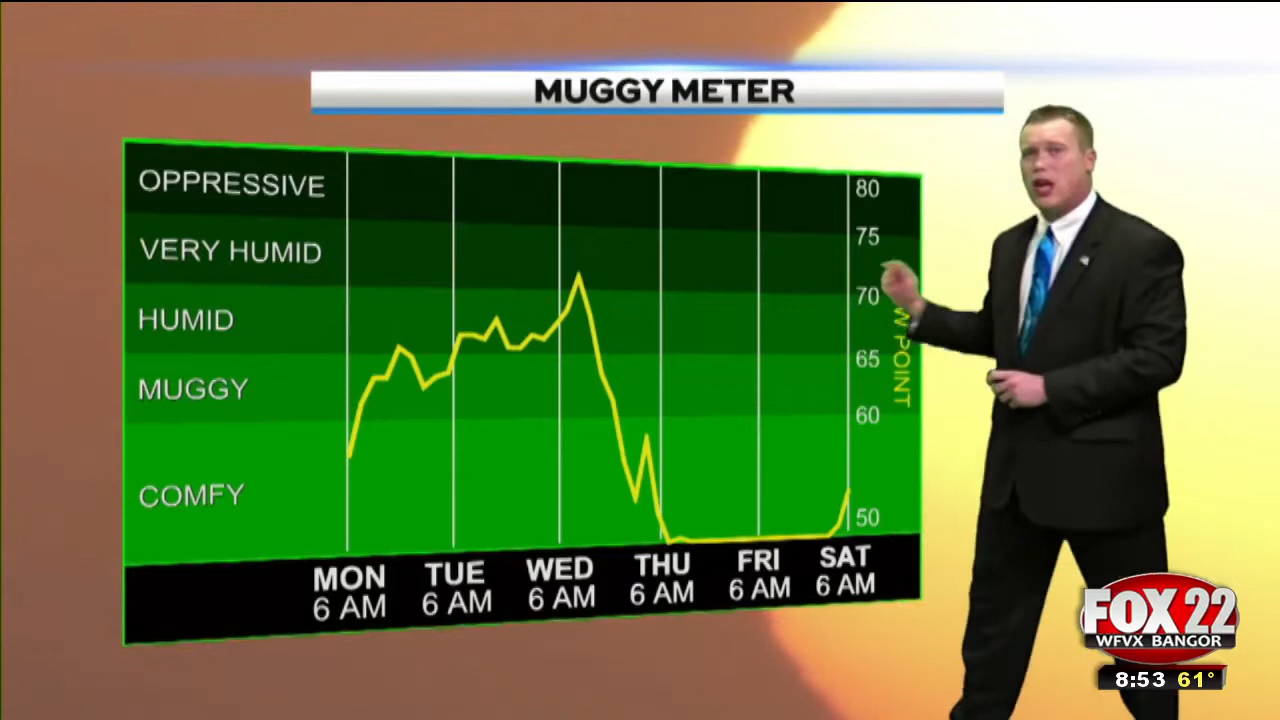 MUGGY METER
OPPRESSIVE
VERY HUMID
HUMID
MUGGY
COMFY
80
75
70
65
60
50
W POINT
MON TUE WED THU FRI SAT
6 AM 6 AM 6 AM 6 AM 6 AM 6 AM
FOX 22
WFVX BANGOR
8:53 61°